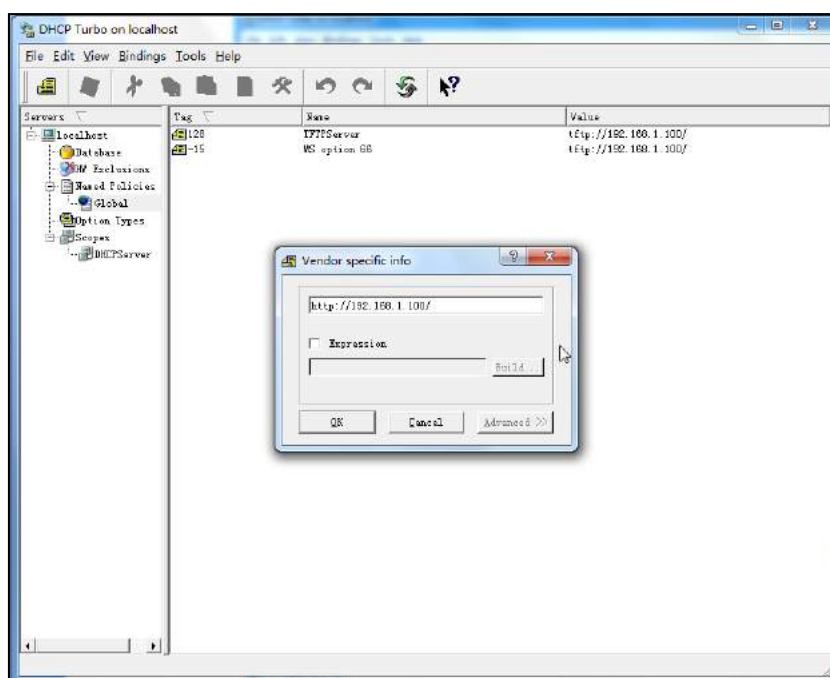 DHCP Turbo on localhost
File Edit View Bindings Tools Help
Servers
Tag Name Value
localhost
Database
Exclusions
Named Policies
Global
Option Types
Scopes
DHCPServer
128 TFTPServer tftp://192.168.1.100/
-15 MS option 66 tftp://192.168.1.100/
Vendor specific info
http://192.168.1.100/
Expression
Build...
OK Cancel Advanced >>